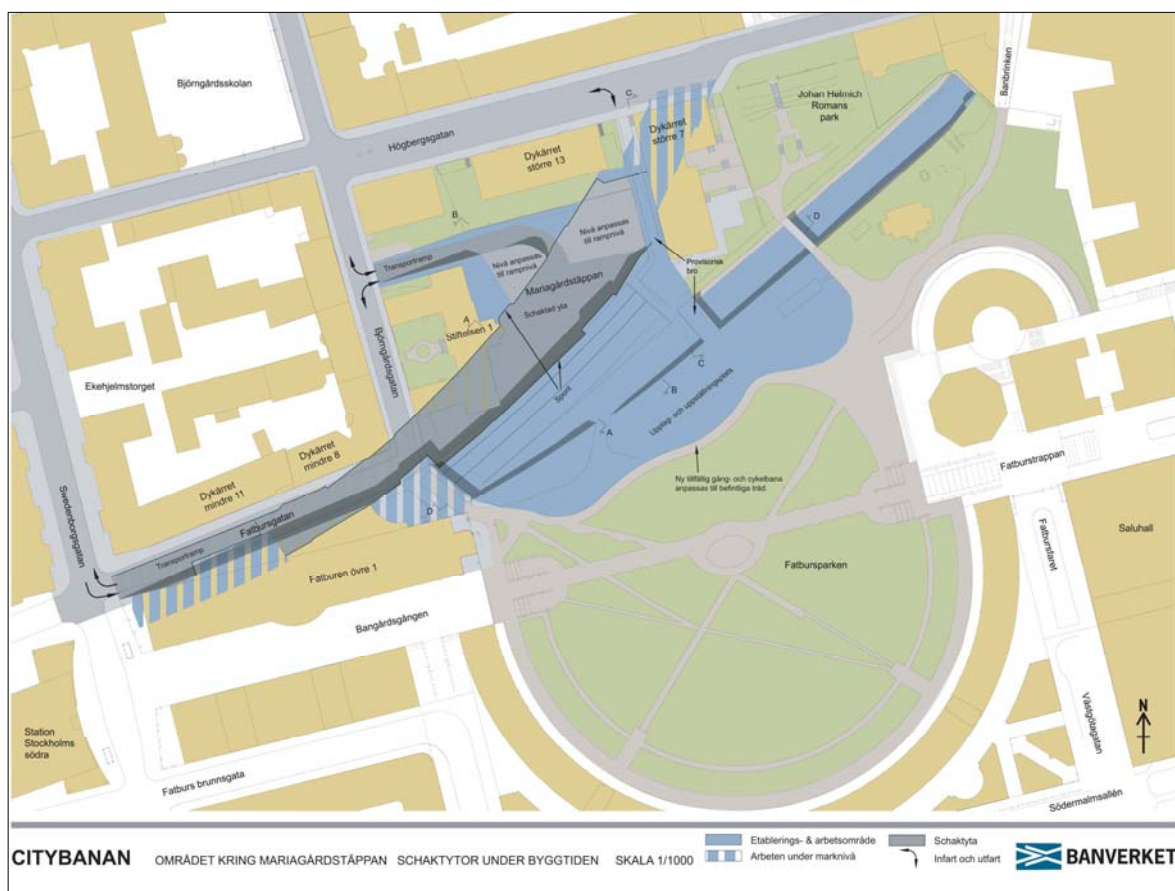 Björngårdsskolan
Högbergsgatan
C
Dykärret
större 7
Johan Helmich
Romans
park
Banbrinken
Dykärret
större 13
B
D
Nivå anpassas
till rampnivå
Transportramp
Nivå anpassas
till rampnivå
Provisorisk
bro
Mariagårdstäppan
Schaktad yta
A
Stiftelsen 1
Björngårdsgatan
Ekehjelmstorget
Spont
C
B
Upplag- och uppställningsplats
A
Dykärret
mindre 8
Dykärret
mindre 11
Ny tillfällig gång- och cykelbana
anpassas till befintliga träd.
Fatburstrappan
Swedenborgsgatan
D
Fatbursgatan
Transportramp
Fatburen övre 1
Fatbursparken
Fatbursfaret
Saluhall
Bangårdsgången
Station
Stockholms
södra
Västgötagatan
N
Fatburs brunnsgata
Södermalmsallén
CITYBANAN OMRÅDET KRING MARIAGÅRDSTÄPPAN SCHAKTYTOR UNDER BYGGTIDEN SKALA 1/1000
Etablerings- & arbetsområde
Arbeten under marknivå
Schaktyta
Infart och utfart
BANVERKET